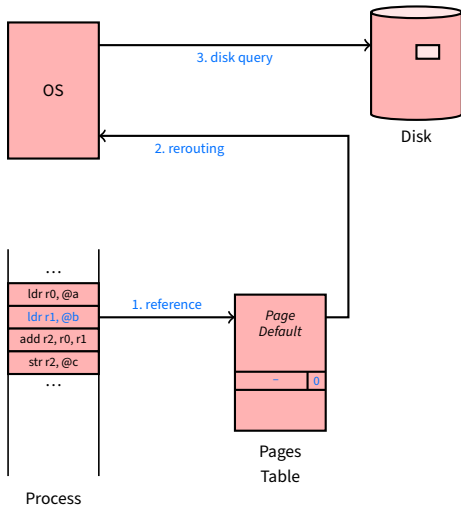 OS
3. disk query
Disk
2. rerouting
...
ldr r0, @a
ldr r1, @b
add r2, r0, r1
str r2, @c
...
Process
1. reference
Page
Default
– 0
Pages
Table